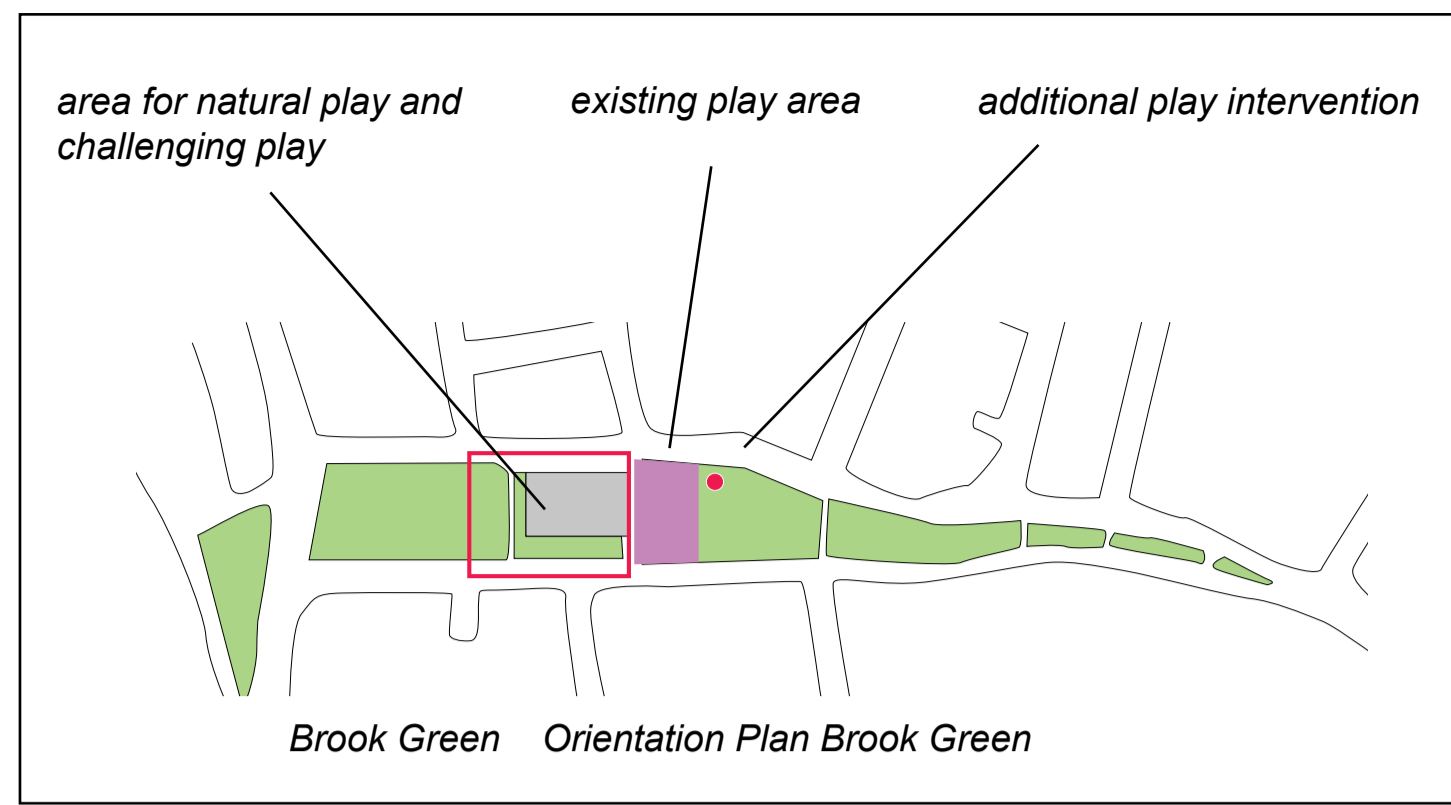 area for natural play and
challenging play
existing play area
additional play intervention
Brook Green Orientation Plan Brook Green